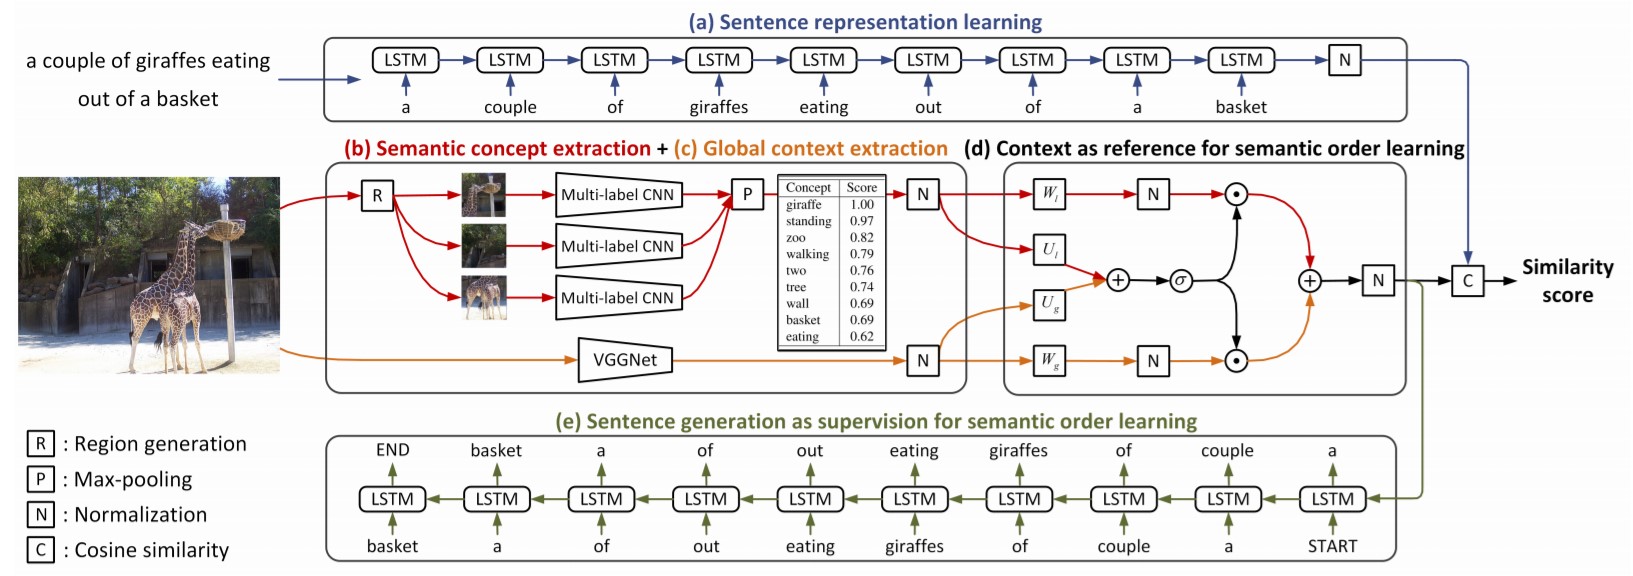 (a) Sentence representation learning
a couple of giraffes eating
out of a basket
LSTM LSTM LSTM LSTM LSTM LSTM LSTM LSTM LSTM N
a couple of giraffes eating out of a basket
(b) Semantic concept extraction + (c) Global context extraction
(d) Context as reference for semantic order learning
R
Multi-label CNN
Multi-label CNN
Multi-label CNN
P
Concept Score
giraffe 1.00
standing 0.97
zoo 0.82
walking 0.79
two 0.76
tree 0.74
wall 0.69
basket 0.69
eating 0.62
N
VGGNet
N
W_l N
U_l
+ σ
U_g
W_g N
+ N C
Similarity
score
(e) Sentence generation as supervision for semantic order learning
END basket a of out eating giraffes of couple a
LSTM LSTM LSTM LSTM LSTM LSTM LSTM LSTM LSTM LSTM
basket a of out eating giraffes of couple a START
R : Region generation
P : Max-pooling
N : Normalization
C : Cosine similarity